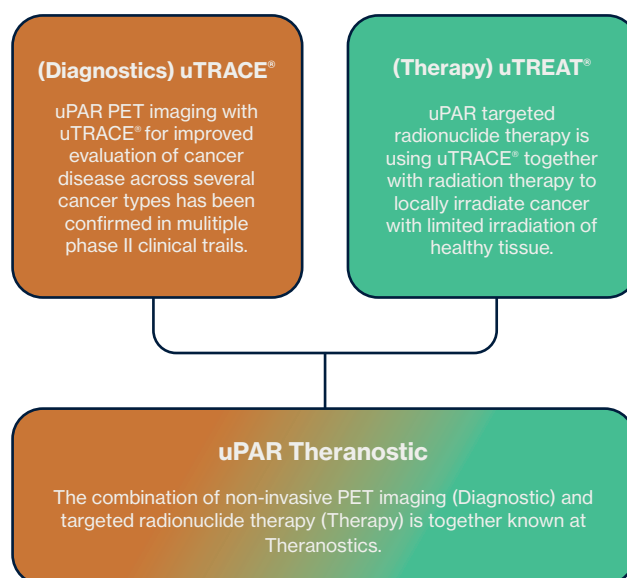 (Diagnostics) uTRACE®
uPAR PET imaging with
uTRACE® for improved
evaluation of cancer
disease across several
cancer types has been
confirmed in mulitiple
phase II clinical trails.
(Therapy) uTREAT®
uPAR targeted
radionuclide therapy is
using uTRACE® together
with radiation therapy to
locally irradiate cancer
with limited irradiation of
healthy tissue.
uPAR Theranostic
The combination of non-invasive PET imaging (Diagnostic) and
targeted radionuclide therapy (Therapy) is together known at
Theranostics.